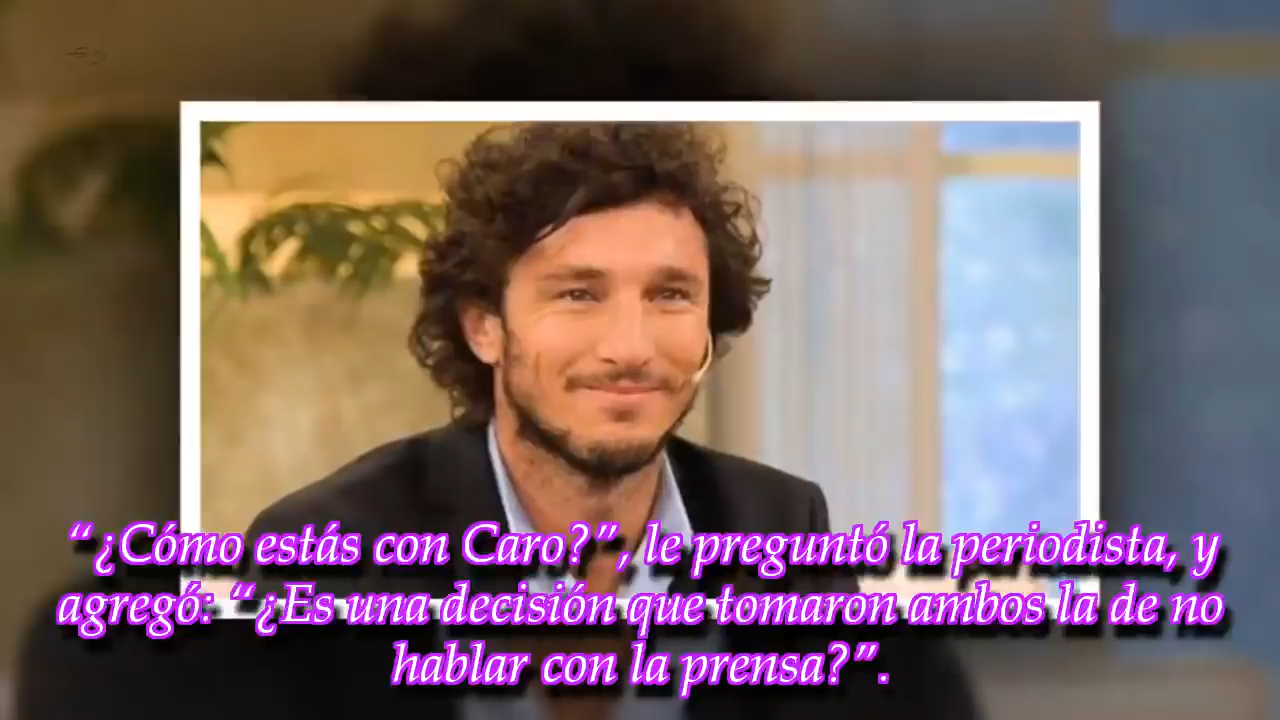 “¿Cómo estás con Caro?”, le preguntó la periodista, y
agregó: “¿Es una decisión que tomaron ambos la de no
hablar con la prensa?”.